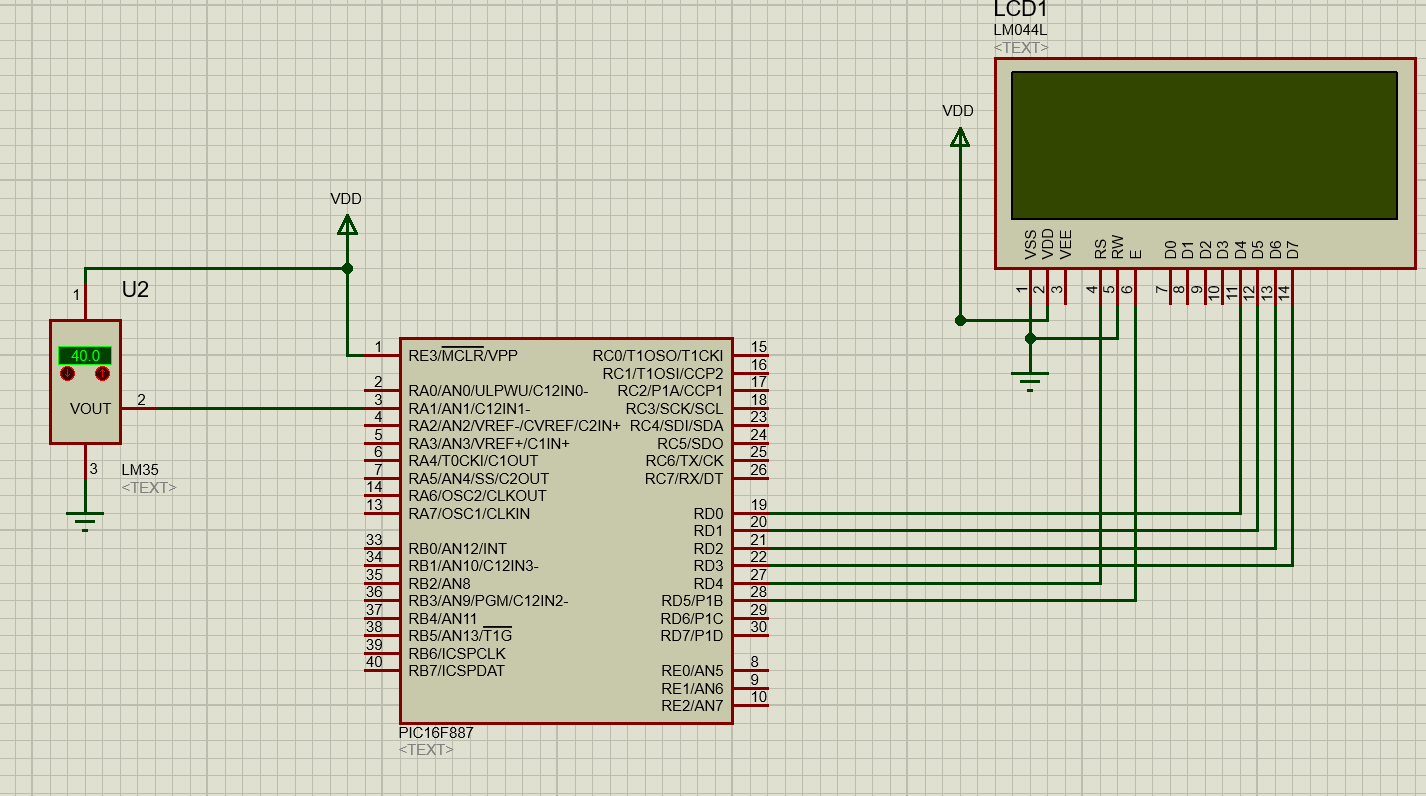 LCD1
LM044L
<TEXT>
VDD
VSS
VDD
VEE
RS
RW
E
D0
D1
D2
D3
D4
D5
D6
D7
1
2
3
4
5
6
7
8
9
10
11
12
13
14
VDD
U2
1
40.0
VOUT
2
3
LM35
<TEXT>
1 RE3/MCLR/VPP
2 RA0/AN0/ULPWU/C12IN0-
3 RA1/AN1/C12IN1-
4 RA2/AN2/VREF-/CVREF/C2IN+
5 RA3/AN3/VREF+/C1IN+
6 RA4/T0CKI/C1OUT
7 RA5/AN4/SS/C2OUT
14 RA6/OSC2/CLKOUT
13 RA7/OSC1/CLKIN
33 RB0/AN12/INT
34 RB1/AN10/C12IN3-
35 RB2/AN8
36 RB3/AN9/PGM/C12IN2-
37 RB4/AN11
38 RB5/AN13/T1G
39 RB6/ICSPCLK
40 RB7/ICSPDAT
RC0/T1OSO/T1CKI 15
RC1/T1OSI/CCP2 16
RC2/P1A/CCP1 17
RC3/SCK/SCL 18
RC4/SDI/SDA 23
RC5/SDO 24
RC6/TX/CK 25
RC7/RX/DT 26
RD0 19
RD1 20
RD2 21
RD3 22
RD4 27
RD5/P1B 28
RD6/P1C 29
RD7/P1D 30
RE0/AN5 8
RE1/AN6 9
RE2/AN7 10
PIC16F887
<TEXT>